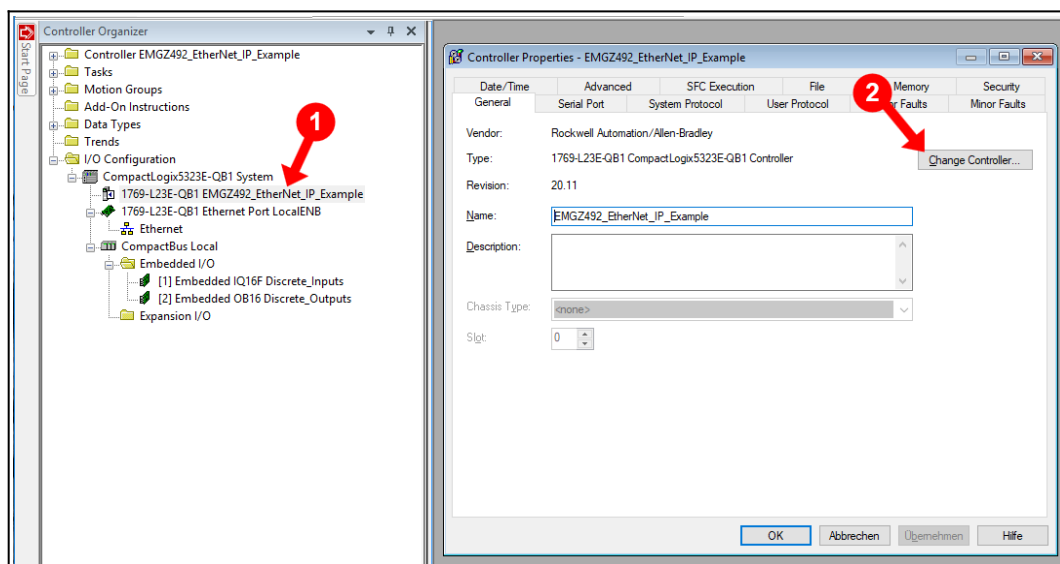 Start Page
Controller Organizer
Controller EMGZ492_EtherNet_IP_Example
Tasks
Motion Groups
Add-On Instructions
Data Types
Trends
I/O Configuration
CompactLogix5323E-QB1 System
1769-L23E-QB1 EMGZ492_EtherNet_IP_Example
1769-L23E-QB1 Ethernet Port LocalENB
Ethernet
CompactBus Local
Embedded I/O
[1] Embedded IQ16F Discrete_Inputs
[2] Embedded OB16 Discrete_Outputs
Expansion I/O
1
Controller Properties - EMGZ492_EtherNet_IP_Example
Date/Time Advanced SFC Execution File Memory Security
General Serial Port System Protocol User Protocol Faults Minor Faults
2
Vendor: Rockwell Automation/Allen-Bradley
Type: 1769-L23E-QB1 CompactLogix5323E-QB1 Controller Change Controller...
Revision: 20.11
Name: EMGZ492_EtherNet_IP_Example
Description:
Chassis Type: <none>
Slot: 0
OK Abbrechen Übernehmen Hilfe